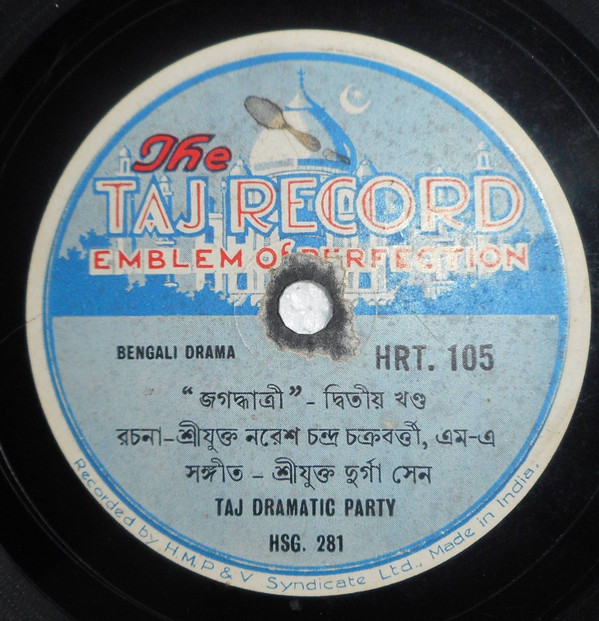 The
TAJ RECORD
EMBLEM OF PERFECTION
BENGALI DRAMA
HRT. 105
“জগদ্ধাত্রী” - দ্বিতীয় খণ্ড
রচনা-শ্রীযুক্ত নরেশ চন্দ্র চক্রবর্ত্তী, এম-এ
সঙ্গীত - শ্রীযুক্ত দুর্গা সেন
TAJ DRAMATIC PARTY
HSG. 281
Recorded by H.M.P & V Syndicate Ltd., Made in India.